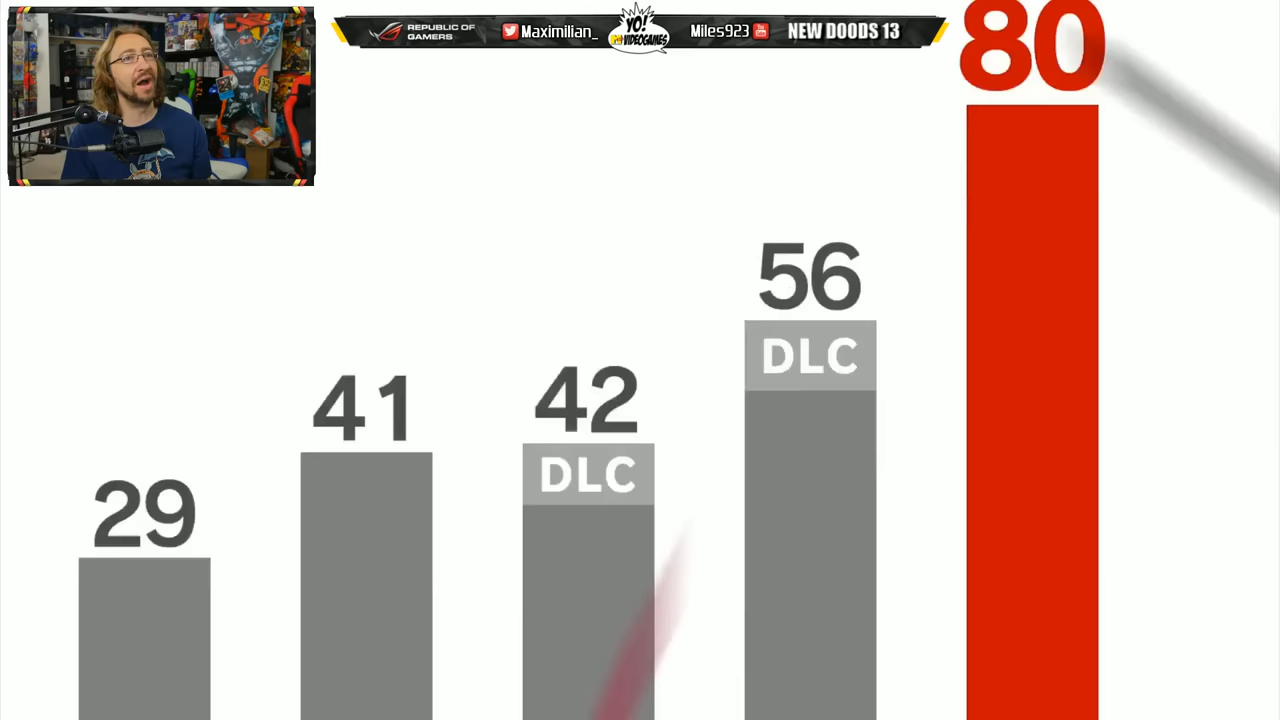 REPUBLIC OF
GAMERS
Maximilian_
YO!
VIDEOGAMES
Miles923
NEW DOODS 13
80
56
DLC
42
DLC
41
29